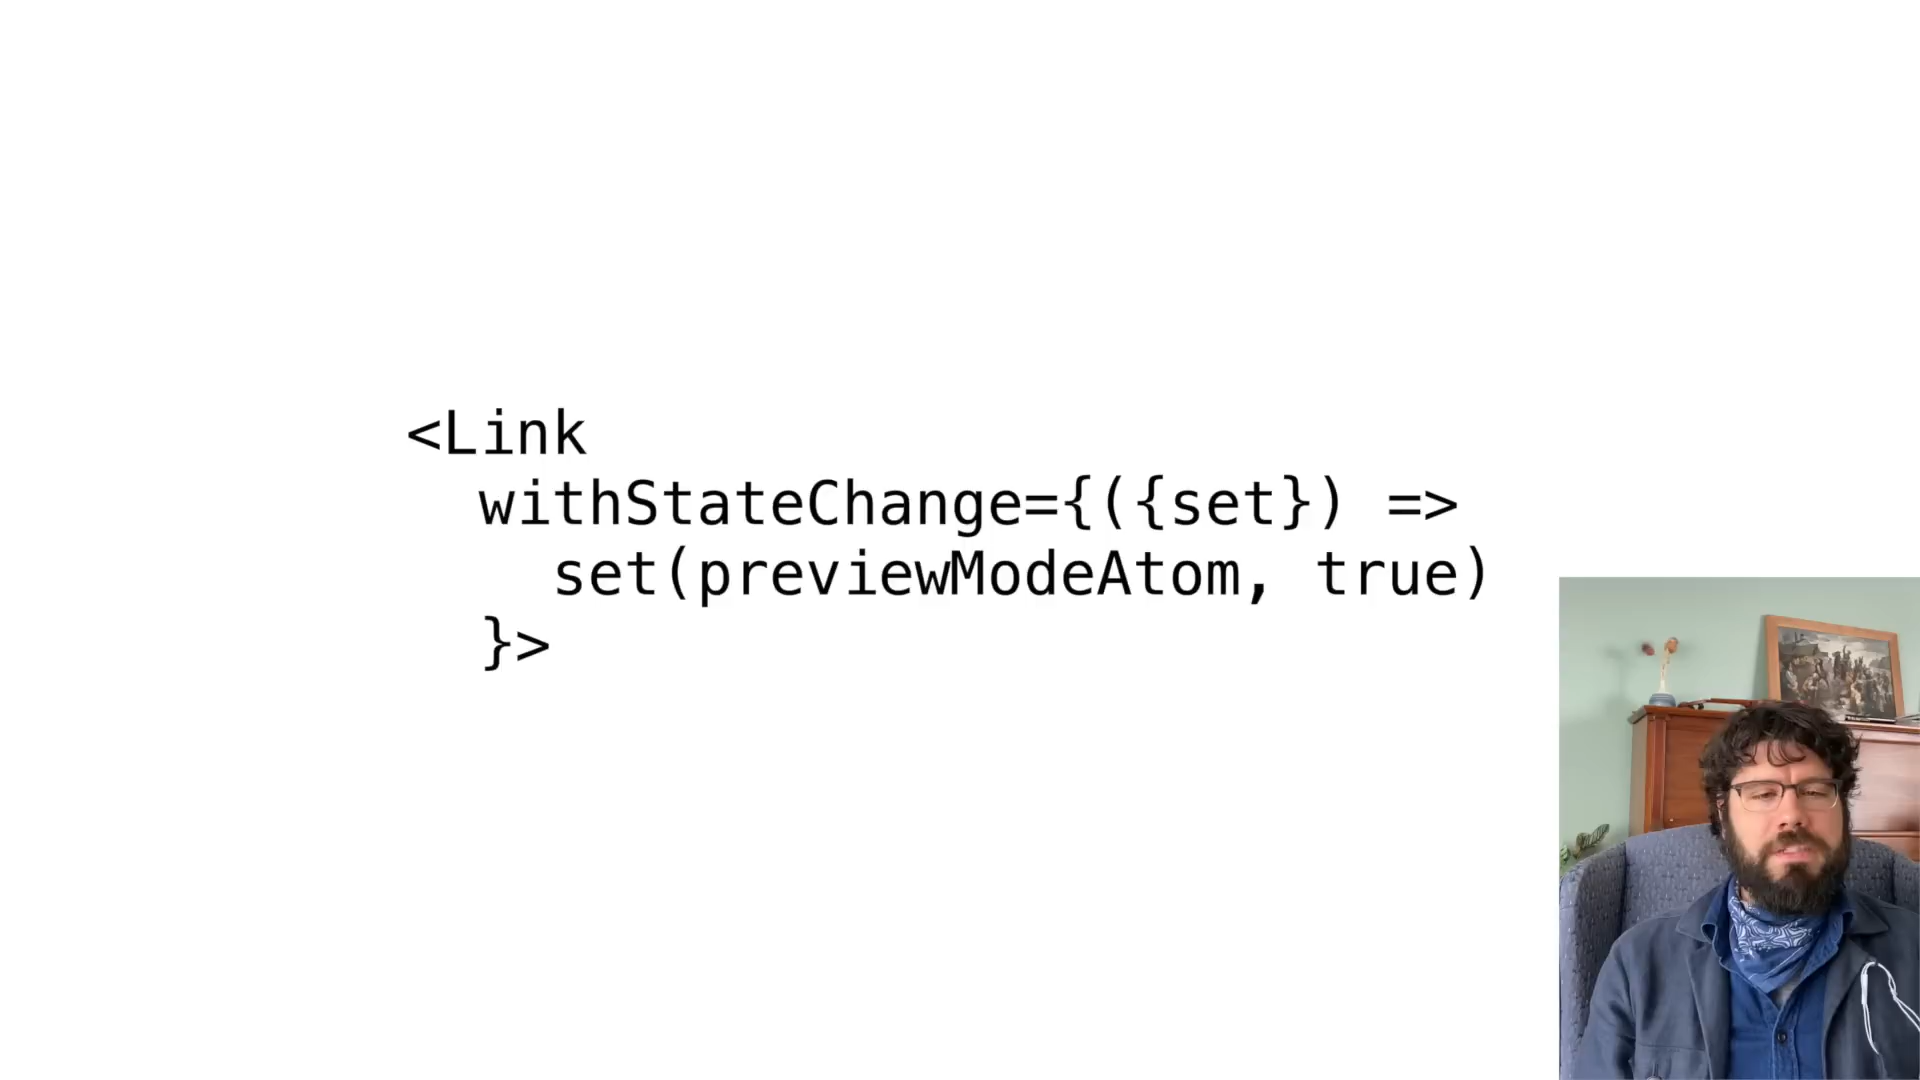 <Link
withStateChange={({set}) =>
set(previewModeAtom, true)
}>